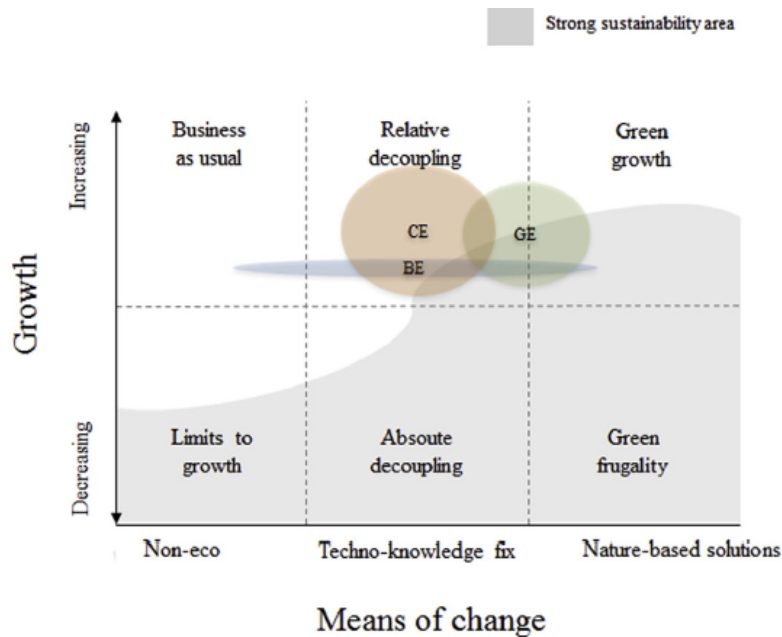 Strong sustainability area
Increasing
Business
as usual
Relative
decoupling
Green
growth
CE
GE
BE
Growth
Decreasing
Limits to
growth
Absoute
decoupling
Green
frugality
Non-eco
Techno-knowledge fix
Nature-based solutions
Means of change